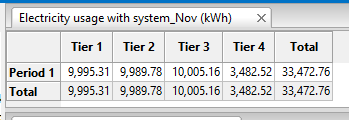 Electricity usage with system_Nov (kWh) ×
Tier 1 Tier 2 Tier 3 Tier 4 Total
Period 1 9,995.31 9,989.78 10,005.16 3,482.52 33,472.76
Total 9,995.31 9,989.78 10,005.16 3,482.52 33,472.76